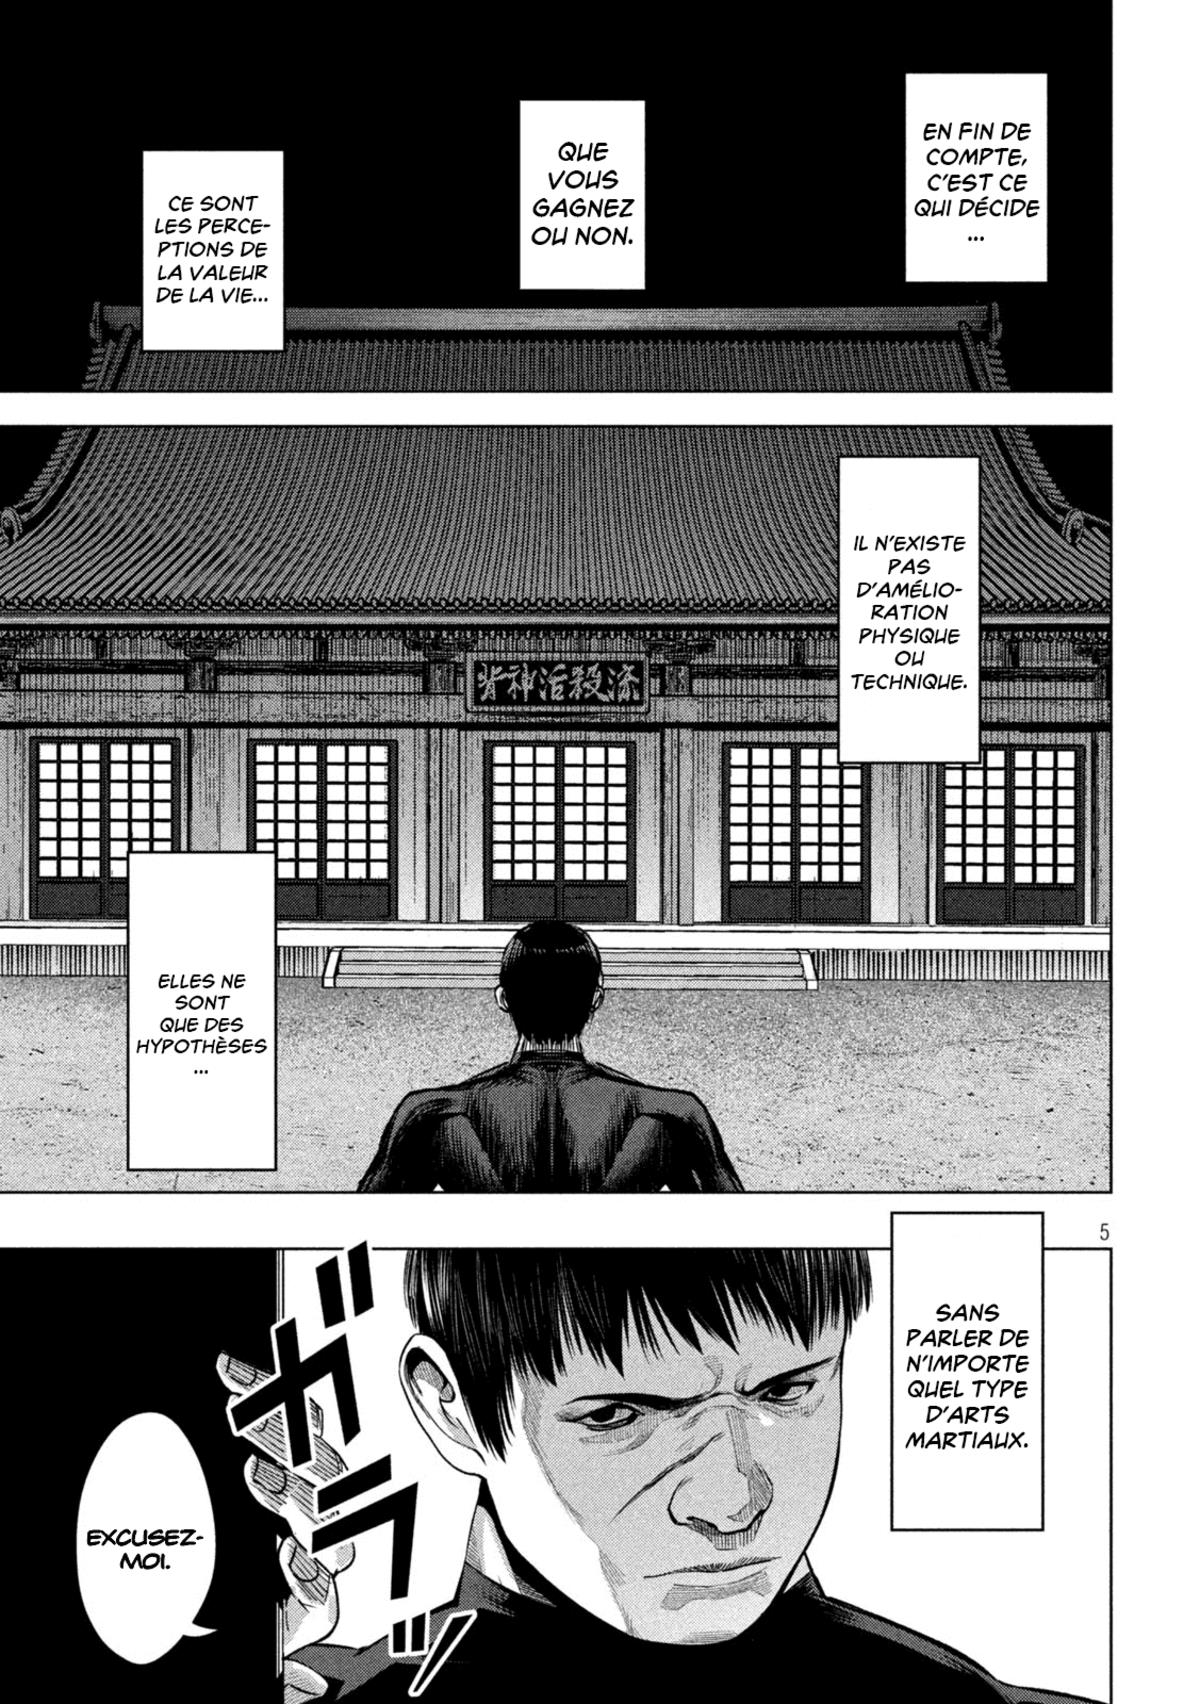 EN FIN DE
COMPTE,
C'EST CE
QUI DÉCIDE
...
QUE
VOUS
GAGNEZ
OU NON.
CE SONT
LES PERCE-
PTIONS DE
LA VALEUR
DE LA VIE...
IL N'EXISTE
PAS
D'AMÉLIO-
RATION
PHYSIQUE
OU
TECHNIQUE.
ELLES NE
SONT
QUE DES
HYPOTHÈSES
...
5
SANS
PARLER DE
N'IMPORTE
QUEL TYPE
D'ARTS
MARTIAUX.
ガラッ
EXCUSEZ-
MOI.